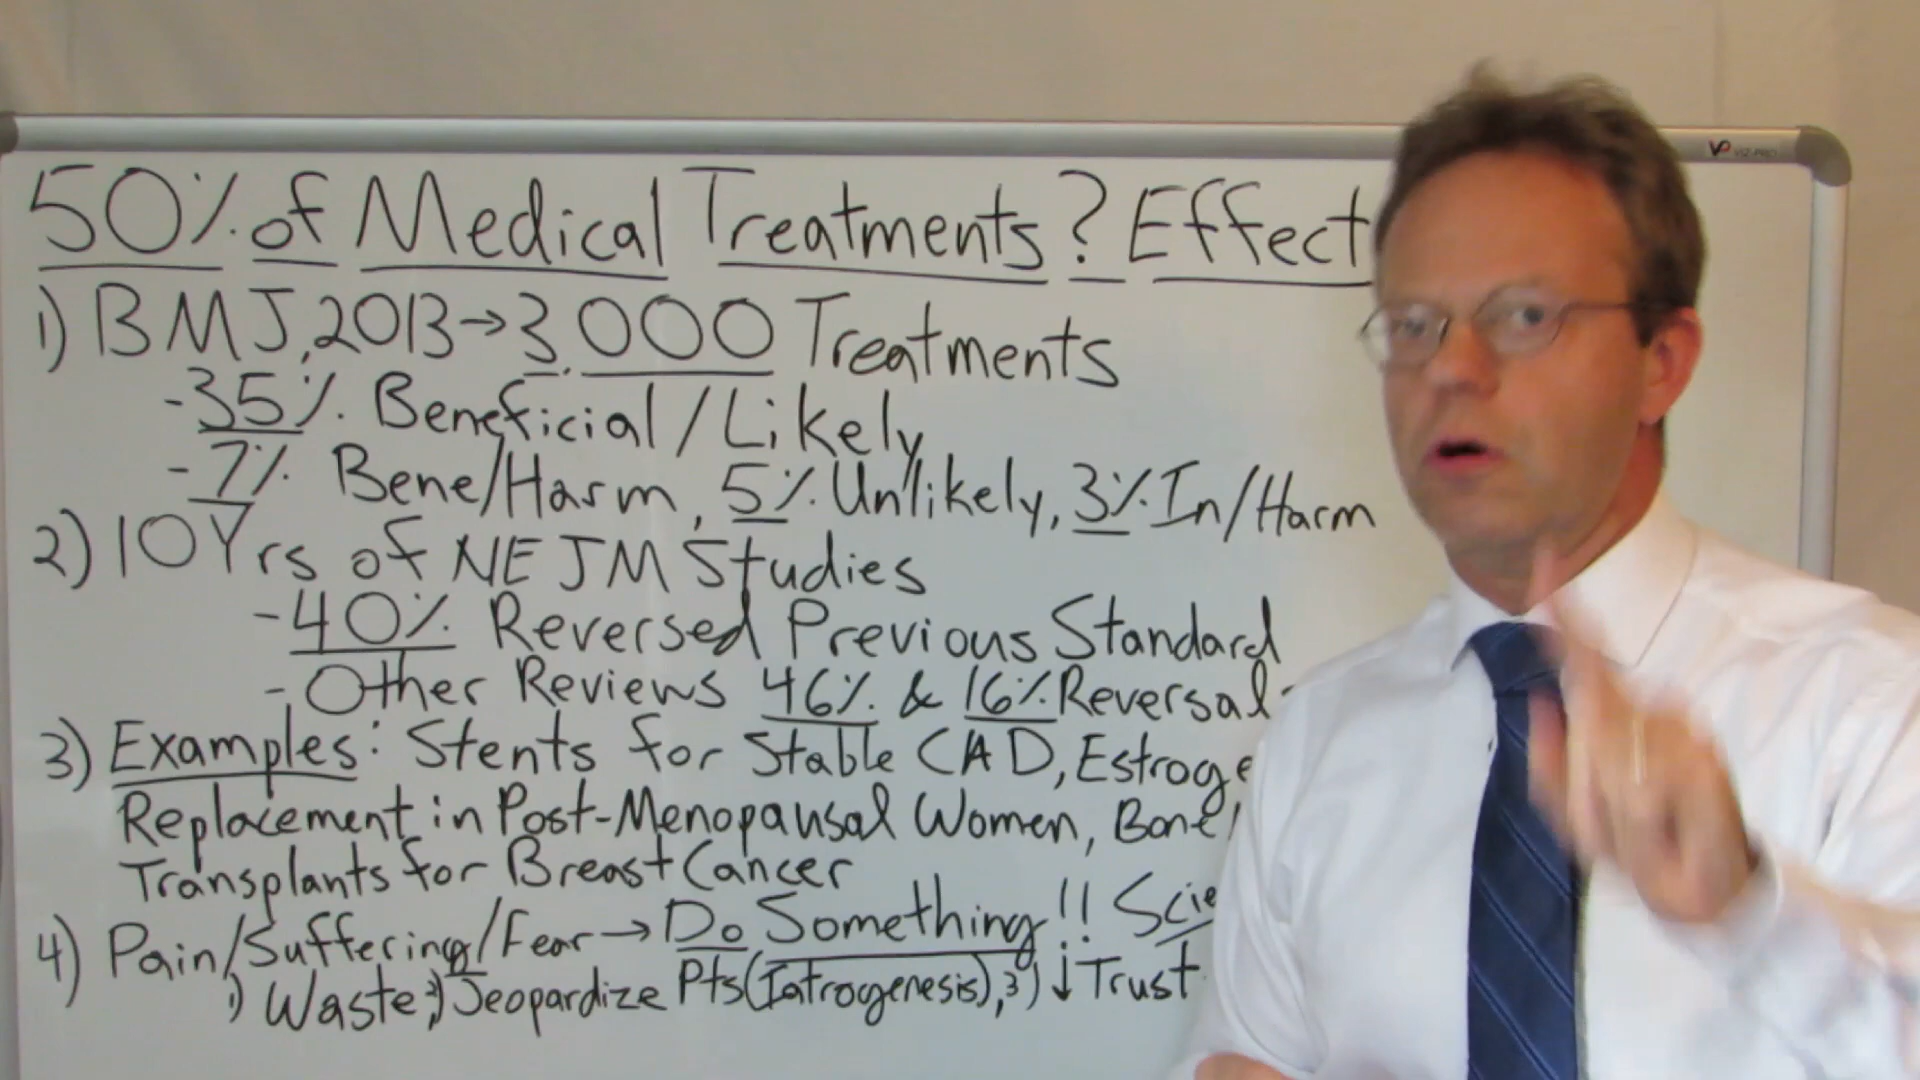 50% of Medical Treatments ? Effect
1) BMJ, 2013→3,000 Treatments
-35% Beneficial/Likely
-7% Bene/Harm, 5% Unlikely, 3% In/Harm
2) 10 Yrs of NEJM Studies
-40% Reversed Previous Standard
- Other Reviews 46% & 16% Reversal
3) Examples: Stents for Stable CAD, Estroge
Replacement in Post-Menopausal Women, Bone
Transplants for Breast Cancer
4) Pain/Suffering/Fear→Do Something!! Scie
1) Waste, 2) Jeopardize Pts (Iatrogenesis), 3) ↓Trust
VP VIZ-PRO